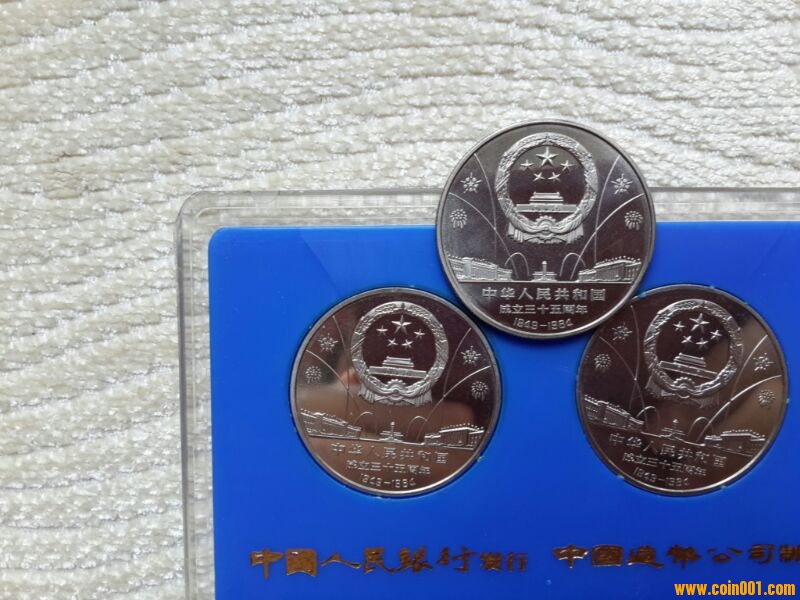 中华人民共和国
成立三十五周年
1949-1984
中华人民共和国
成立三十五周年
1949-1984
中华人民共和国
成立三十五周年
1949-1984
中國人民銀行發行 中國造幣公司制
www.coin001.com